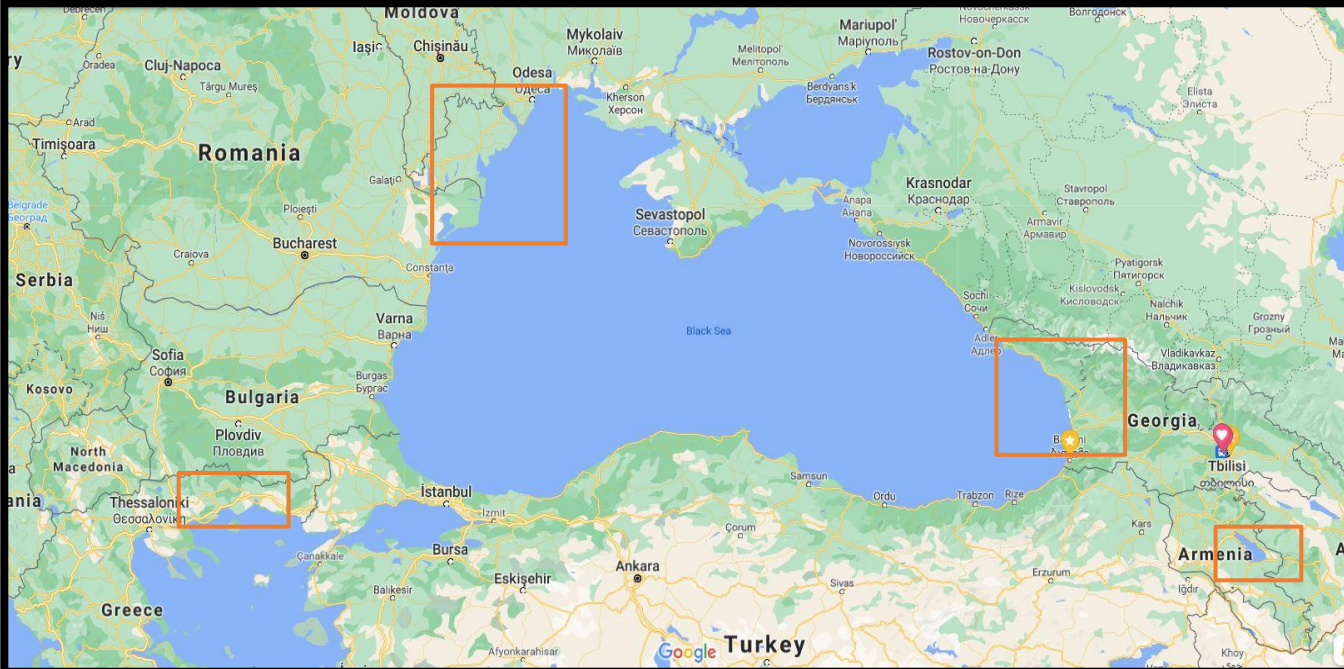 Debrecen
Moldova
Novocherkassk
Новочеркасск
Волгодонск
Oradea
Cluj-Napoca
Iași
Chișinău
Mykolaiv
Миколаїв
Mariupol'
Маріуполь
Melitopol'
Мелітополь
Rostov-on-Don
Ростов-на-Дону
Târgu Mureș
Odesa
Одеса
Kherson
Херсон
Berdyans'k
Бердянськ
Elista
Элиста
Arad
Timișoara
Romania
Galați
Krasnodar
Краснодар
Stavropol
Ставрополь
Belgrade
Београд
Ploiești
Sevastopol
Севастополь
Anapa
Анапа
Armavir
Армавир
Bucharest
Craiova
Constanța
Novorossiysk
Новороссийск
Pyatigorsk
Пятигорск
Serbia
Kislovodsk
Кисловодск
Sochi
Сочи
Nalchik
Нальчик
Grozny
Грозный
Niš
Ниш
Varna
Варна
Black Sea
Adler
Адлер
Vladikavkaz
Владикавказ
Sofia
София
Kosovo
Burgas
Бургас
Bulgaria
Georgia
Plovdiv
Пловдив
North
Macedonia
Tbilisi
თბილისი
Thessaloniki
Θεσσαλονίκη
İstanbul
İzmit
Samsun
Ordu
Trabzon
Rize
Kars
Çorum
Çanakkale
Bursa
Armenia
Ankara
Eskişehir
Balıkesir
Sivas
Erzurum
Iğdır
Greece
Afyonkarahisar
Google
Turkey
Khoy